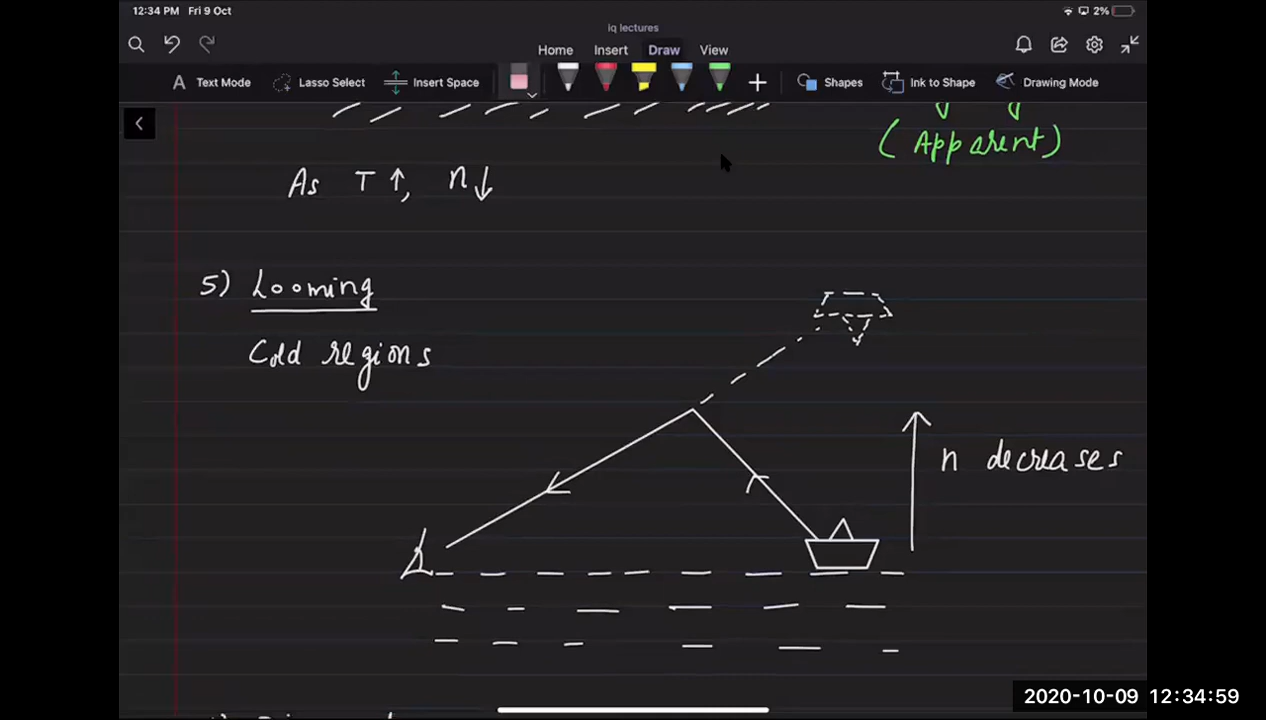 12:34 PM Fri 9 Oct
2%
iq lectures
Home Insert Draw View
Text Mode Lasso Select Insert Space Shapes Ink to Shape Drawing Mode
(Apparent)
As T↑, n↓
5) Looming
Cold regions
n decreases
2020-10-09 12:34:59